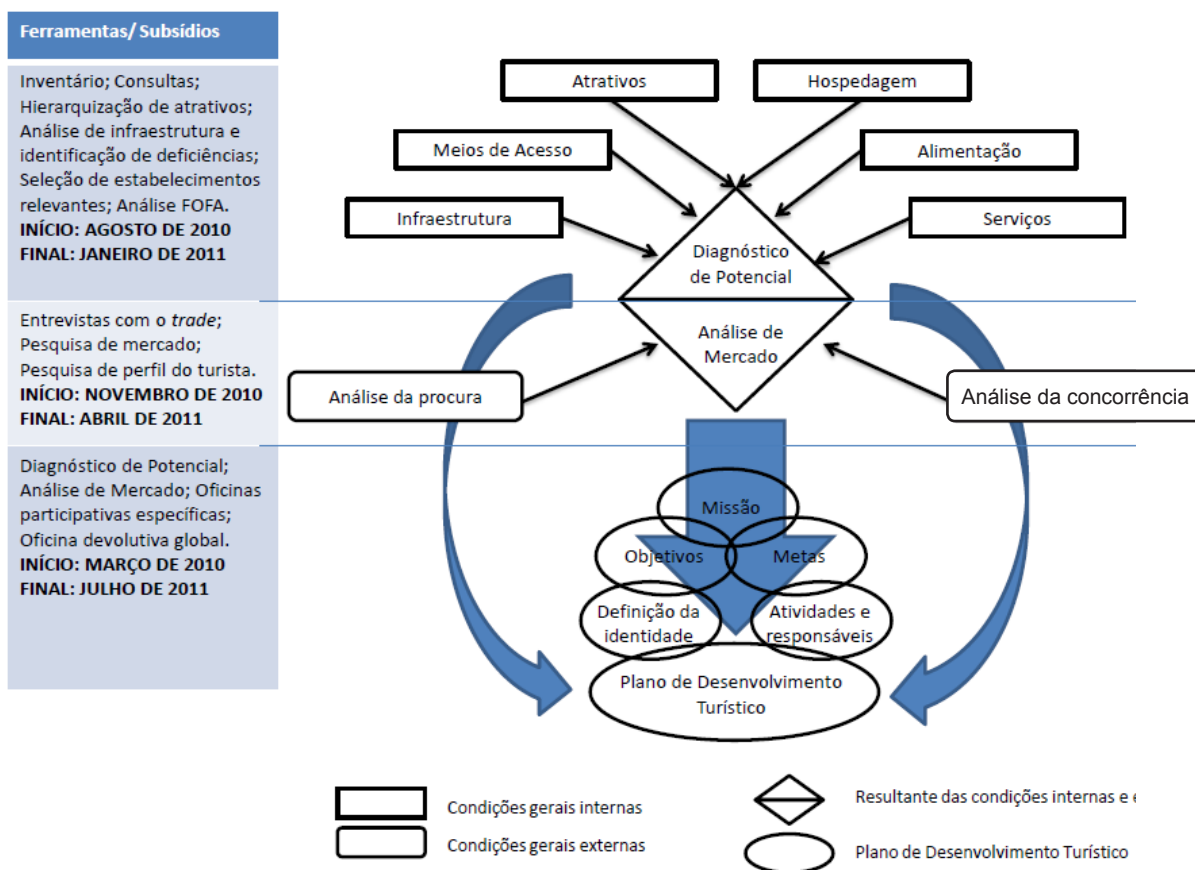 Ferramentas/ Subsídios
Inventário; Consultas;
Hierarquização de atrativos;
Análise de infraestrutura e
identificação de deficiências;
Seleção de estabelecimentos
relevantes; Análise FOFA.
INÍCIO: AGOSTO DE 2010
FINAL: JANEIRO DE 2011
Entrevistas com o trade;
Pesquisa de mercado;
Pesquisa de perfil do turista.
INÍCIO: NOVEMBRO DE 2010
FINAL: ABRIL DE 2011
Diagnóstico de Potencial;
Análise de Mercado; Oficinas
participativas específicas;
Oficina devolutiva global.
INÍCIO: MARÇO DE 2010
FINAL: JULHO DE 2011
Atrativos
Hospedagem
Meios de Acesso
Alimentação
Infraestrutura
Serviços
Diagnóstico
de Potencial
Análise de
Mercado
Análise da procura
Análise da concorrência
Missão
Objetivos
Metas
Definição da
identidade
Atividades e
responsáveis
Plano de Desenvolvimento
Turístico
Condições gerais internas
Condições gerais externas
Resultante das condições internas e
Plano de Desenvolvimento Turístico